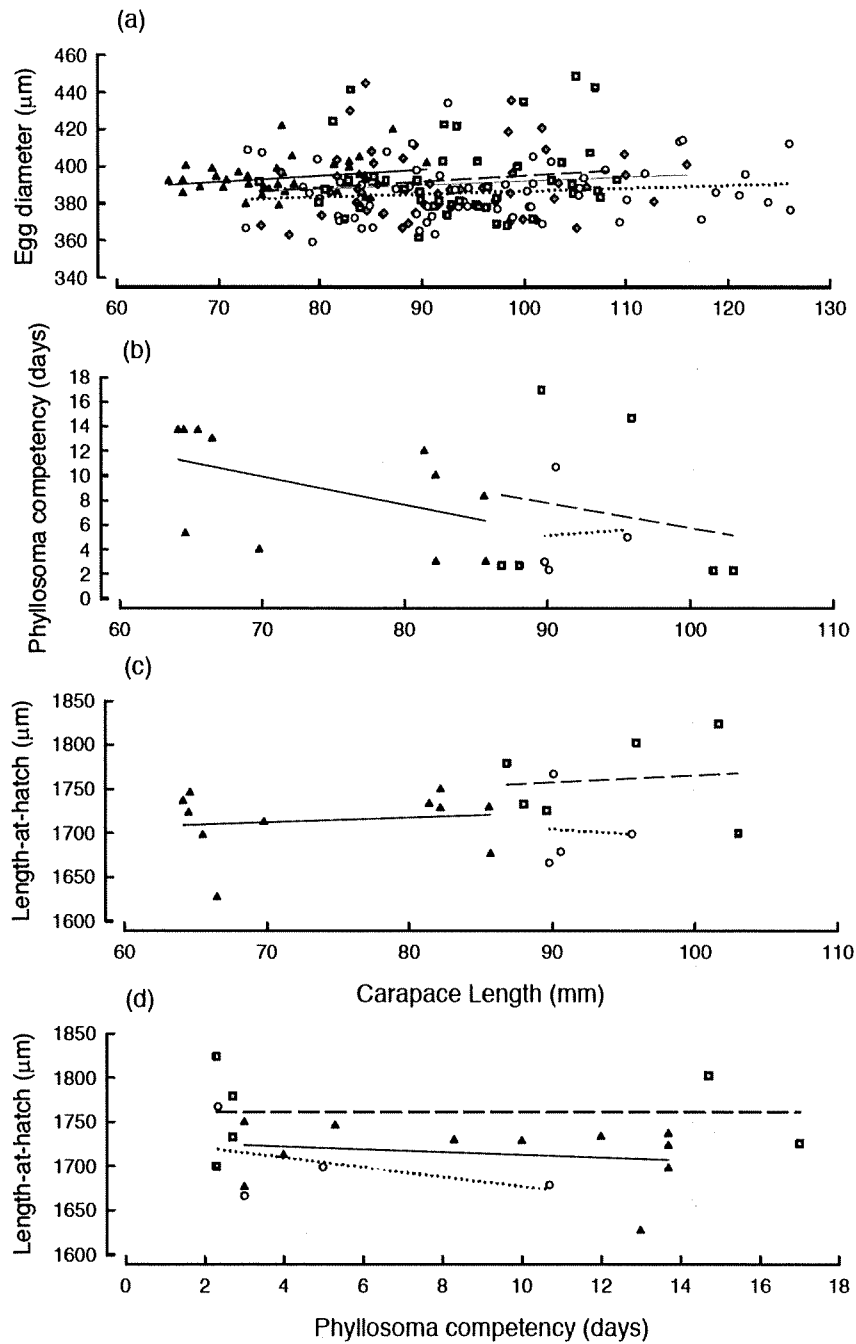 (a)
Egg diameter (μm)
460
440
420
400
380
360
340
60 70 80 90 100 110 120 130
(b)
Phyllosoma competency (days)
18
16
14
12
10
8
6
4
2
0
60 70 80 90 100 110
(c)
Length-at-hatch (μm)
1850
1800
1750
1700
1650
1600
60 70 80 90 100 110
Carapace Length (mm)
(d)
Length-at-hatch (μm)
1850
1800
1750
1700
1650
1600
0 2 4 6 8 10 12 14 16 18
Phyllosoma competency (days)